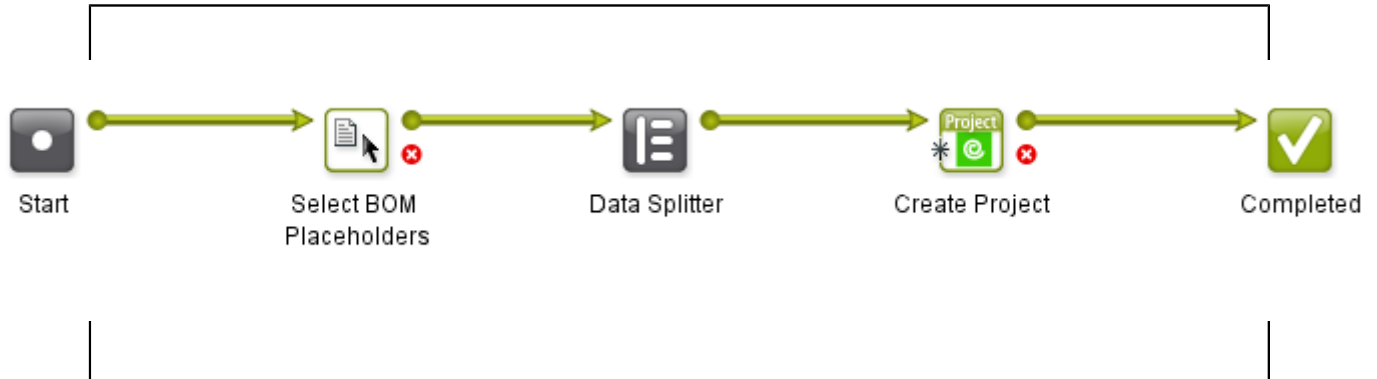 Project
Start
Select BOM
Placeholders
Data Splitter
Create Project
Completed